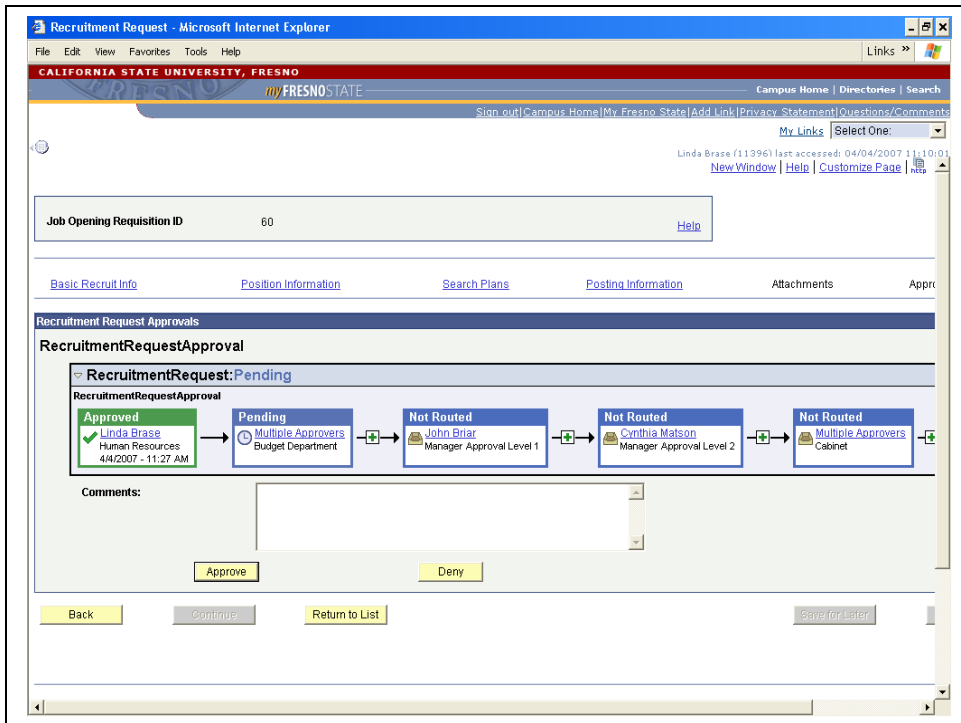 Recruitment Request - Microsoft Internet Explorer
File Edit View Favorites Tools Help Links »
CALIFORNIA STATE UNIVERSITY, FRESNO
FRESNO myFRESNOSTATE Campus Home | Directories | Search
Sign out|Campus Home|My Fresno State|Add Link|Privacy Statement|Questions/Comments
My Links Select One:
Linda Brase (11396) last accessed: 04/04/2007 11:10:01
New Window | Help | Customize Page | http
Job Opening Requisition ID 60 Help
Basic Recruit Info Position Information Search Plans Posting Information Attachments Appro
Recruitment Request Approvals
RecruitmentRequestApproval
RecruitmentRequest:Pending
RecruitmentRequestApproval
Approved
Linda Brase
Human Resources
4/4/2007 - 11:27 AM
Pending
Multiple Approvers
Budget Department
Not Routed
John Briar
Manager Approval Level 1
Not Routed
Cynthia Matson
Manager Approval Level 2
Not Routed
Multiple Approvers
Cabinet
Comments:
Approve Deny
Back Continue Return to List Save for Later